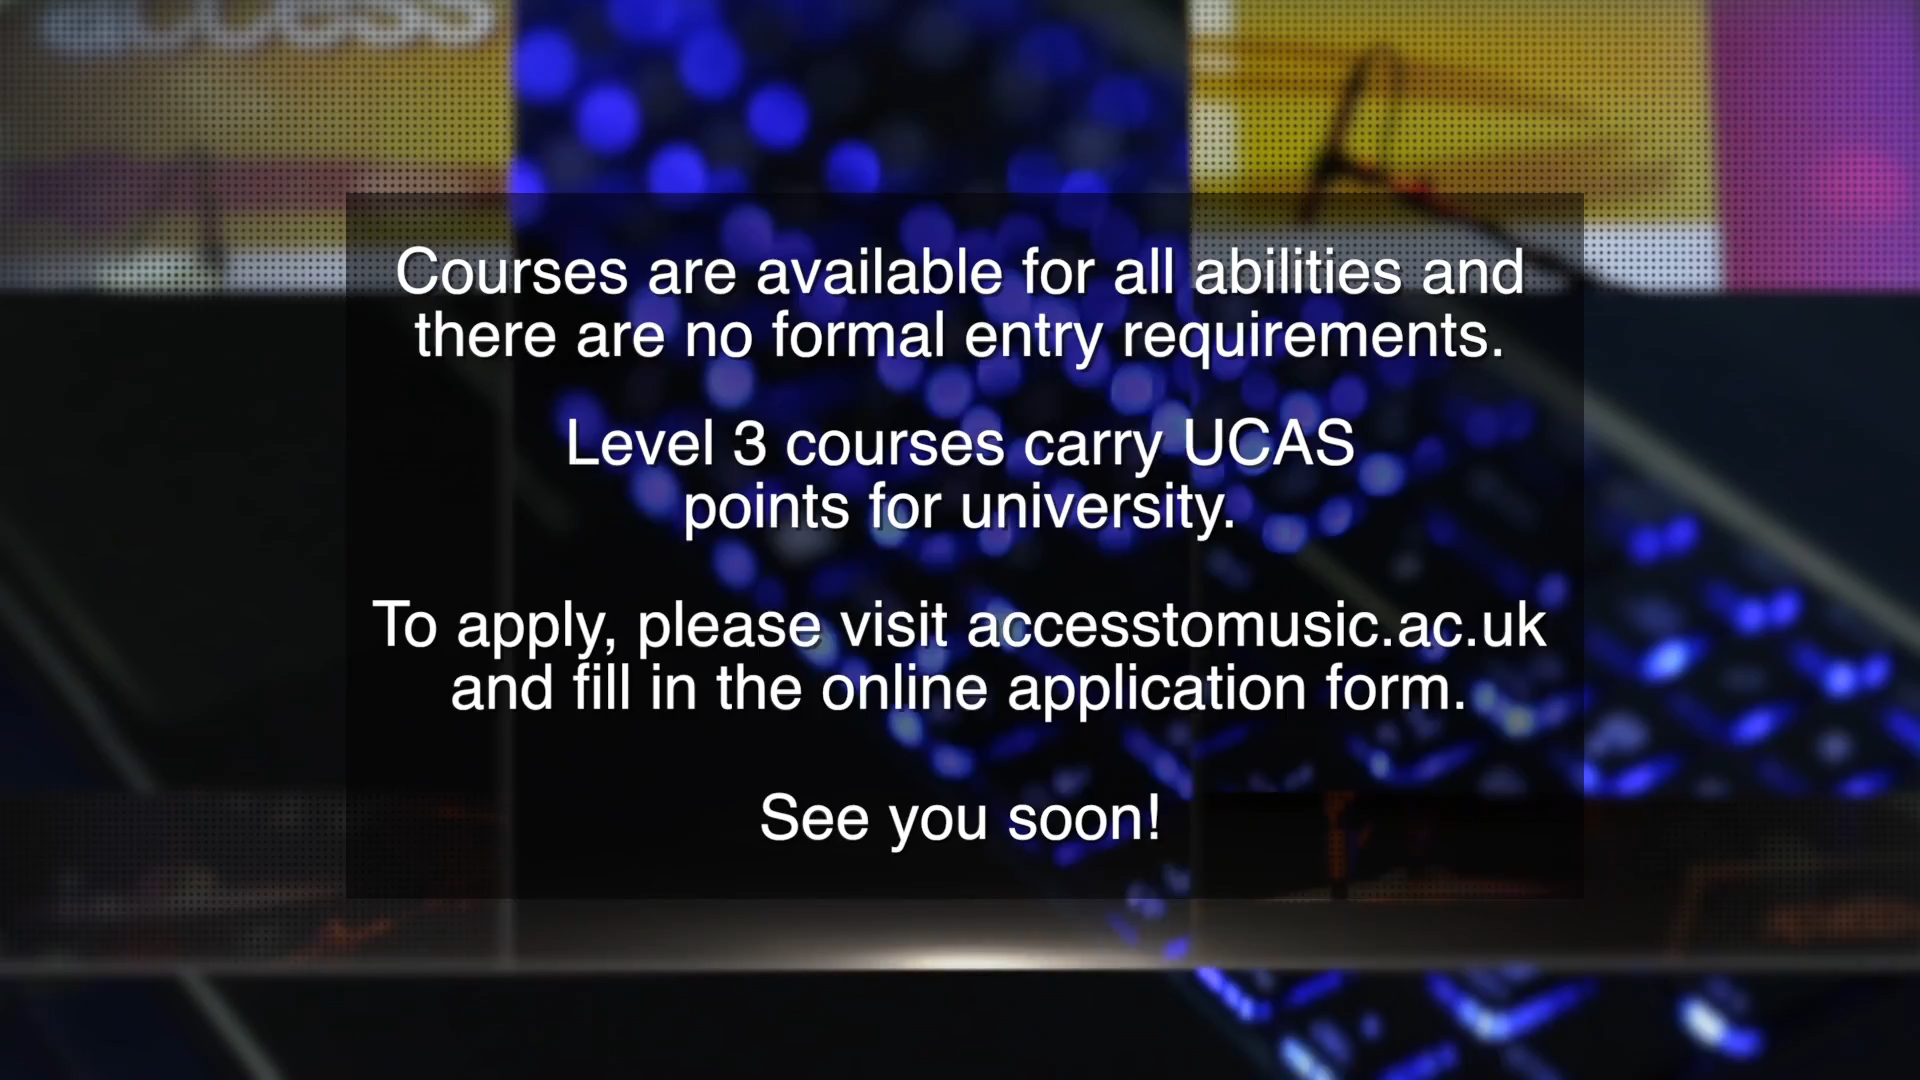 Courses are available for all abilities and
there are no formal entry requirements.
Level 3 courses carry UCAS
points for university.
To apply, please visit accesstomusic.ac.uk
and fill in the online application form.
See you soon!